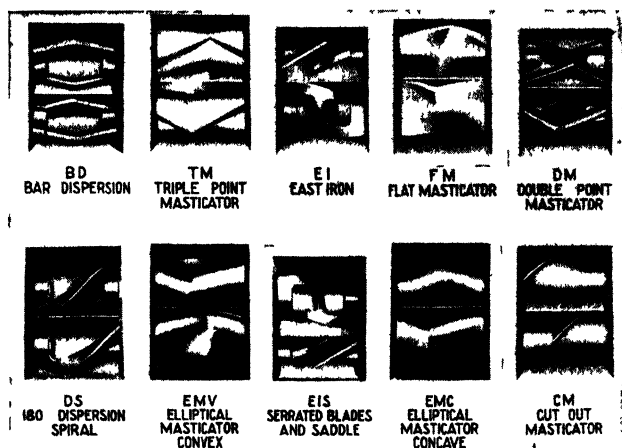 BD
BAR DISPERSION
TM
TRIPLE POINT
MASTICATOR
EI
EAST IRON
FM
FLAT MASTICATOR
DM
DOUBLE POINT
MASTICATOR
DS
180 DISPERSION
SPIRAL
EMV
ELLIPTICAL
MASTICATOR
CONVEX
EIS
SERRATED BLADES
AND SADDLE
EMC
ELLIPTICAL
MASTICATOR
CONCAVE
CM
CUT OUT
MASTICATOR